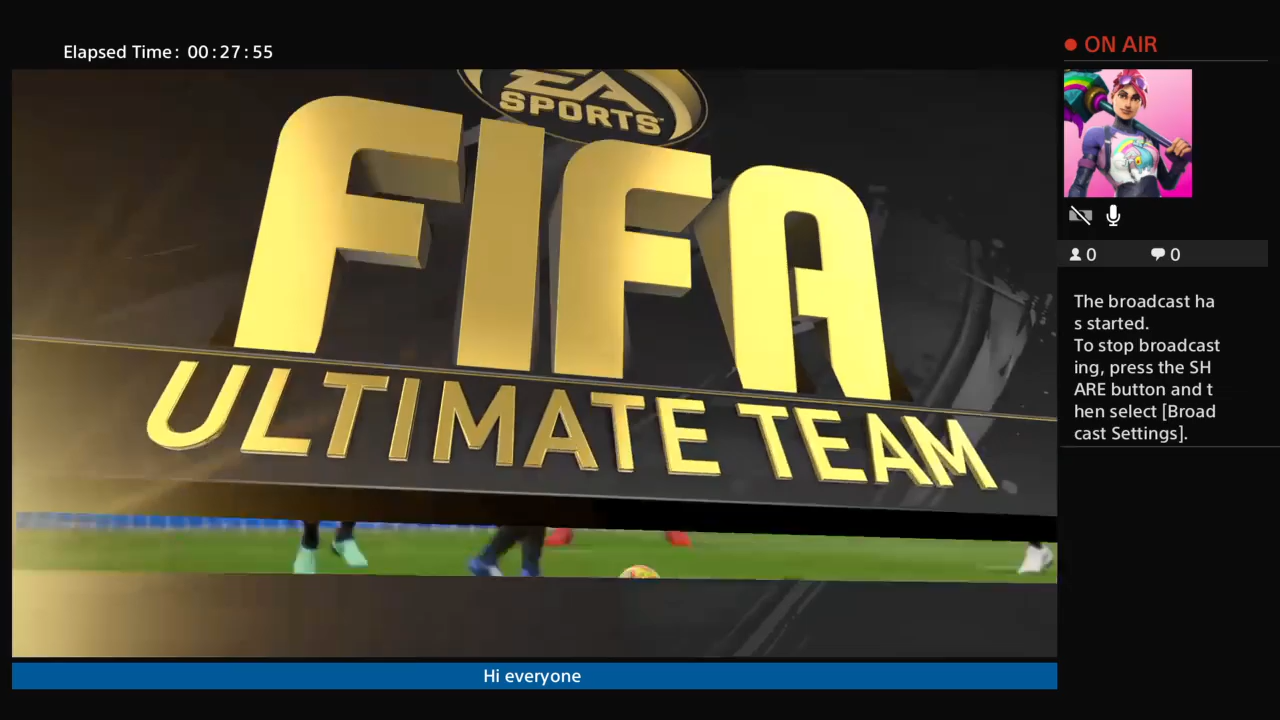 Elapsed Time: 00:27:55
ON AIR
EA
SPORTS™
FIFA
ULTIMATE TEAM
0
0
The broadcast ha
s started.
To stop broadcast
ing, press the SH
ARE button and t
hen select [Broad
cast Settings].
Hi everyone